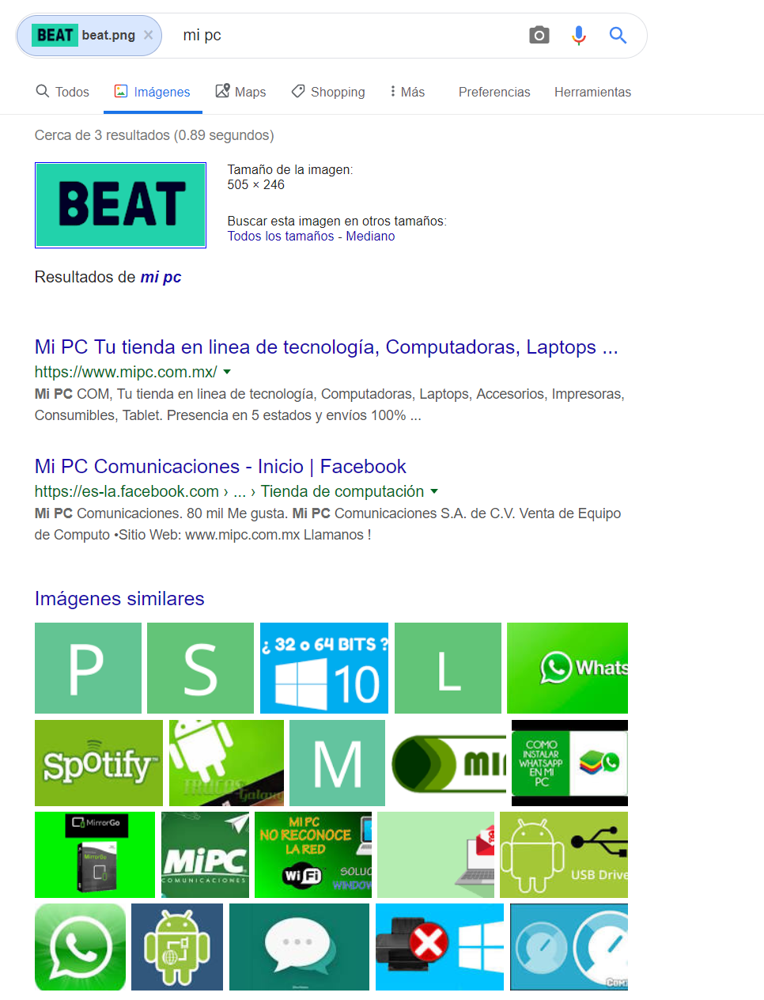 BEAT beat.png × mi pc
Todos Imágenes Maps Shopping Más Preferencias Herramientas
Cerca de 3 resultados (0.89 segundos)
BEAT
Tamaño de la imagen:
505 × 246
Buscar esta imagen en otros tamaños:
Todos los tamaños - Mediano
Resultados de mi pc
Mi PC Tu tienda en linea de tecnología, Computadoras, Laptops ...
https://www.mipc.com.mx/
Mi PC COM, Tu tienda en linea de tecnología, Computadoras, Laptops, Accesorios, Impresoras,
Consumibles, Tablet. Presencia en 5 estados y envíos 100% ...
Mi PC Comunicaciones - Inicio | Facebook
https://es-la.facebook.com › ... › Tienda de computación
Mi PC Comunicaciones. 80 mil Me gusta. Mi PC Comunicaciones S.A. de C.V. Venta de Equipo
de Computo •Sitio Web: www.mipc.com.mx Llamanos !
Imágenes similares
P
S
¿ 32 o 64 BITS ?
10
L
Whats
Spotify
TRUCOS
Galaxy
M
MIN
COMO
INSTALAR
WHATSAPP
EN MI
PC
MirrorGo
MirrorGo
MiPC
COMUNICACIONES
MI PC
NO RECONOCE
LA RED
WiFi
SOLUC
WINDOW
USB Drive